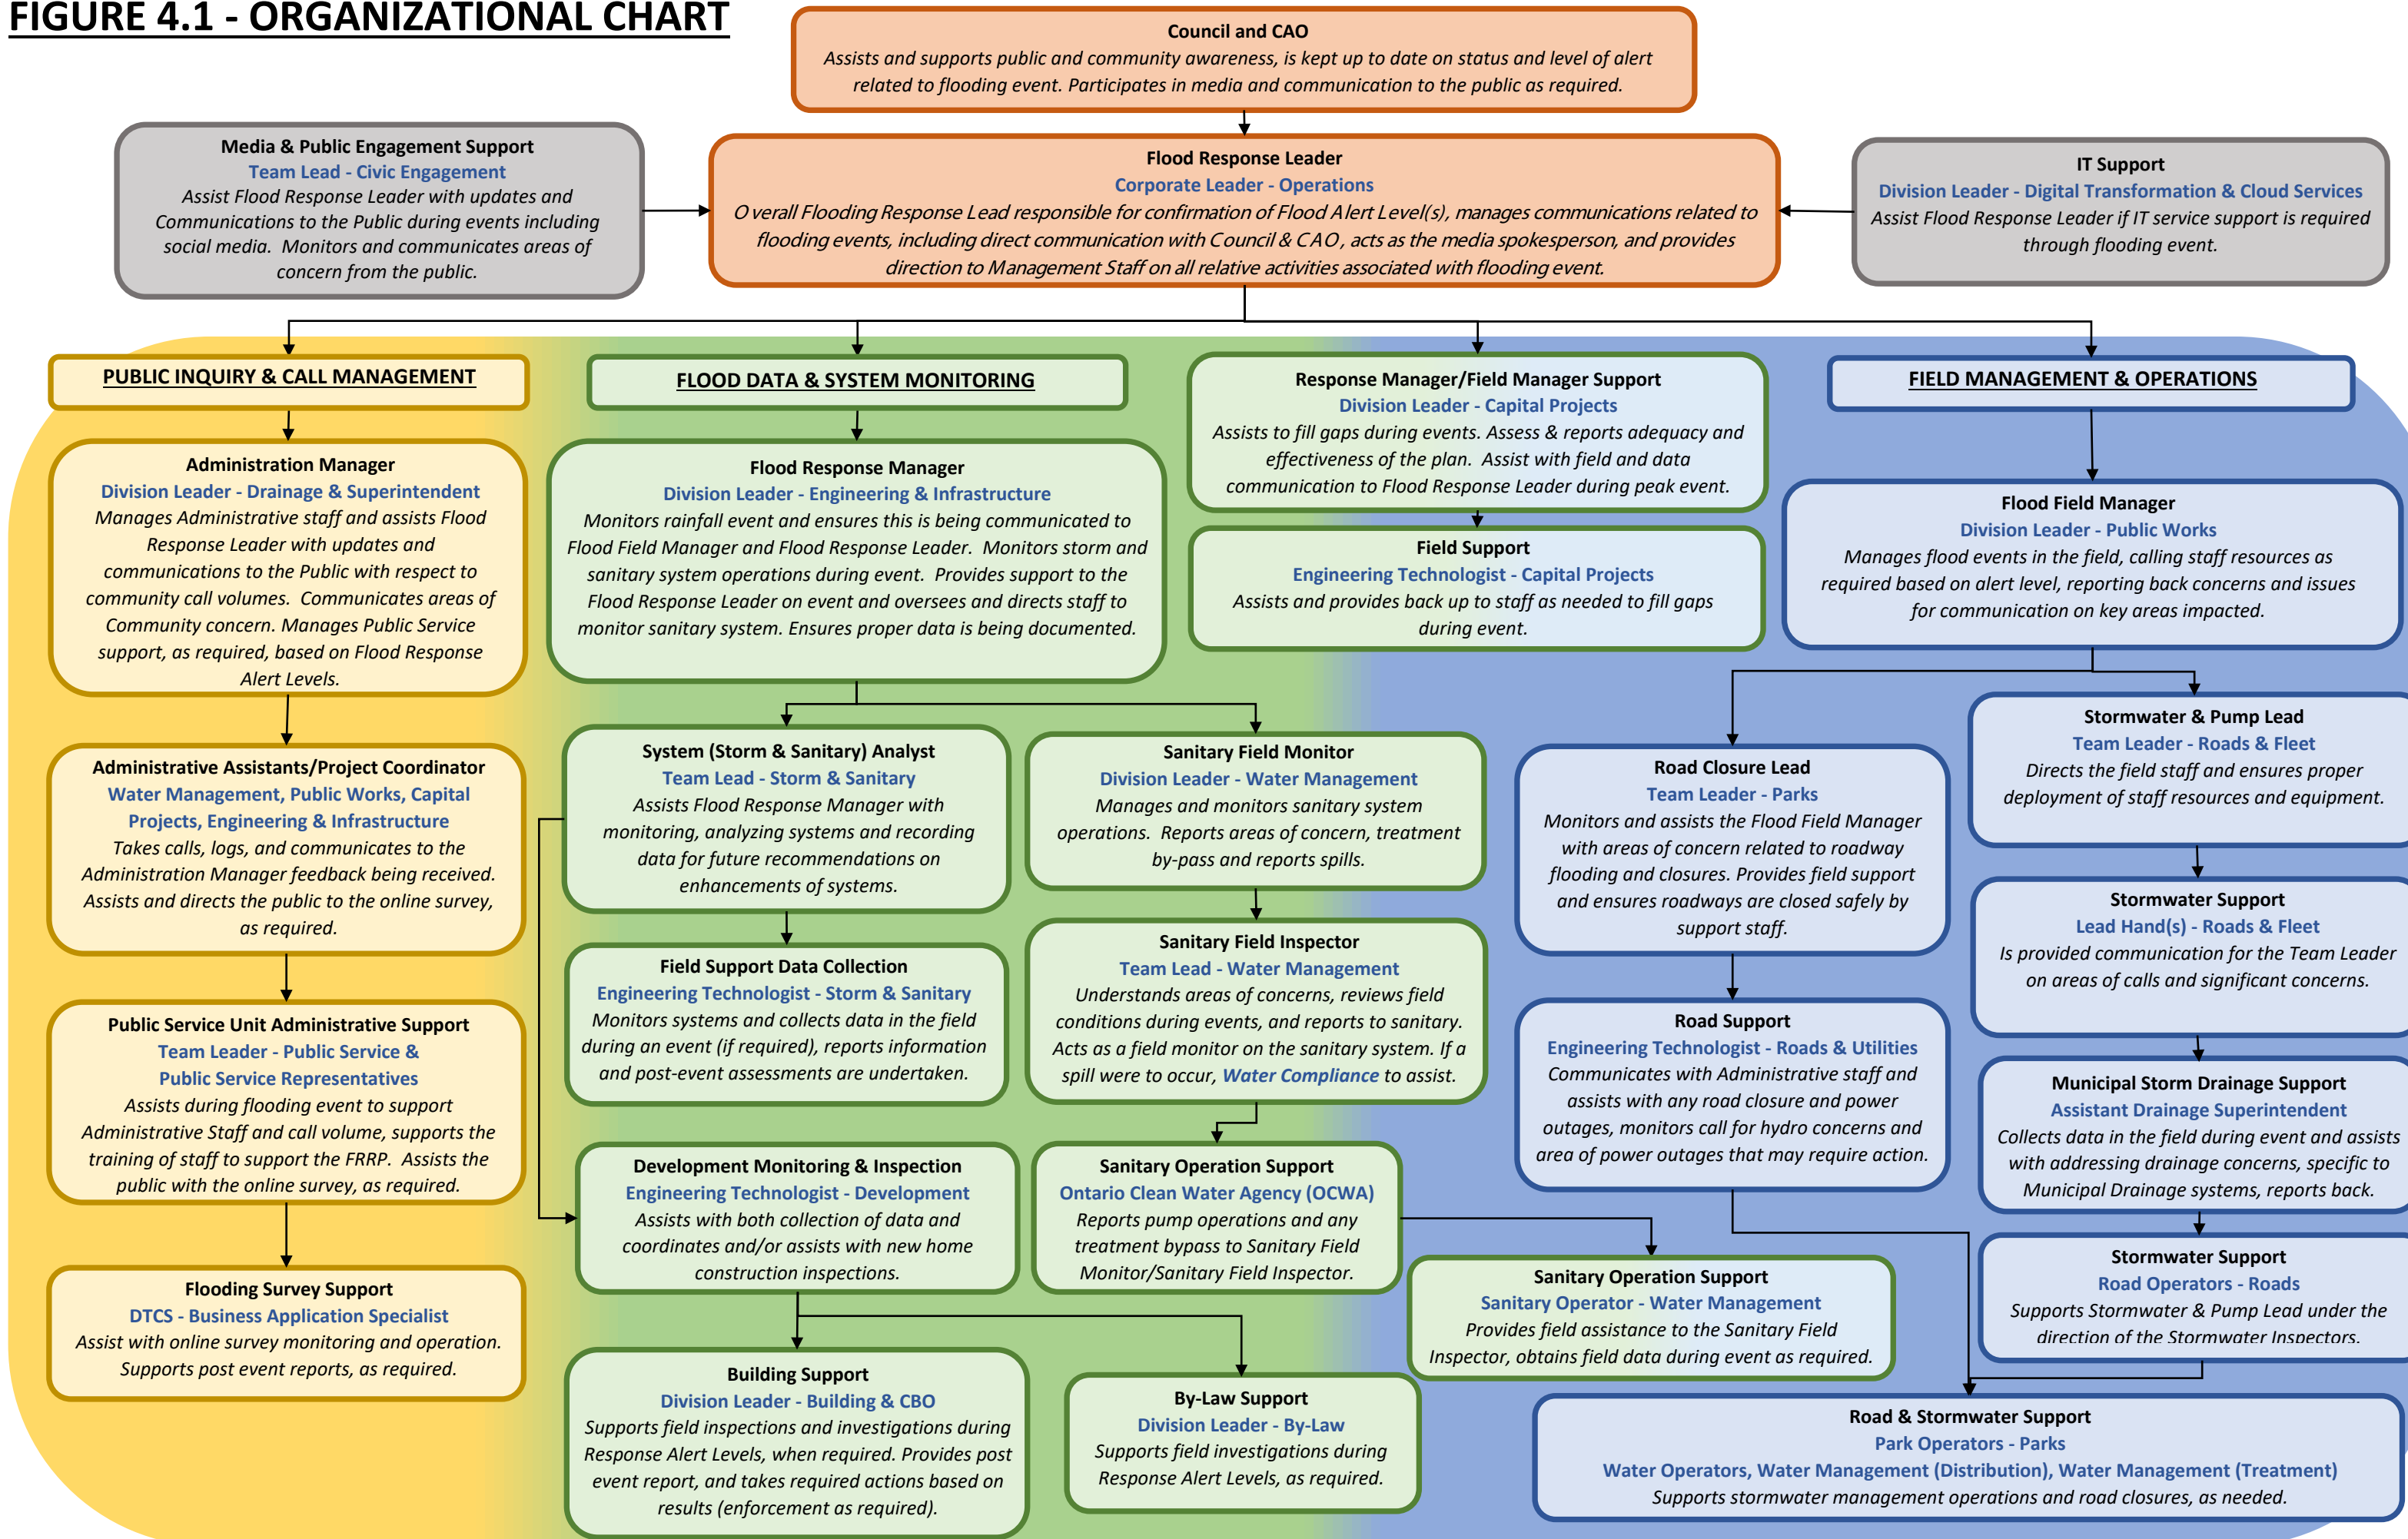 FIGURE 4.1 - ORGANIZATIONAL CHART
Council and CAO
Assists and supports public and community awareness, is kept up to date on status and level of alert
related to flooding event. Participates in media and communication to the public as required.
Media & Public Engagement Support
Team Lead - Civic Engagement
Assist Flood Response Leader with updates and
Communications to the Public during events including
social media. Monitors and communicates areas of
concern from the public.
Flood Response Leader
Corporate Leader - Operations
Overall Flooding Response Lead responsible for confirmation of Flood Alert Level(s), manages communications related to
flooding events, including direct communication with Council & CAO, acts as the media spokesperson, and provides
direction to Management Staff on all relative activities associated with flooding event.
IT Support
Division Leader - Digital Transformation & Cloud Services
Assist Flood Response Leader if IT service support is required
through flooding event.
PUBLIC INQUIRY & CALL MANAGEMENT
Administration Manager
Division Leader - Drainage & Superintendent
Manages Administrative staff and assists Flood
Response Leader with updates and
communications to the Public with respect to
community call volumes. Communicates areas of
Community concern. Manages Public Service
support, as required, based on Flood Response
Alert Levels.
Administrative Assistants/Project Coordinator
Water Management, Public Works, Capital
Projects, Engineering & Infrastructure
Takes calls, logs, and communicates to the
Administration Manager feedback being received.
Assists and directs the public to the online survey,
as required.
Public Service Unit Administrative Support
Team Leader - Public Service &
Public Service Representatives
Assists during flooding event to support
Administrative Staff and call volume, supports the
training of staff to support the FRRP. Assists the
public with the online survey, as required.
Flooding Survey Support
DTCS - Business Application Specialist
Assist with online survey monitoring and operation.
Supports post event reports, as required.
FLOOD DATA & SYSTEM MONITORING
Flood Response Manager
Division Leader - Engineering & Infrastructure
Monitors rainfall event and ensures this is being communicated to
Flood Field Manager and Flood Response Leader. Monitors storm and
sanitary system operations during event. Provides support to the
Flood Response Leader on event and oversees and directs staff to
monitor sanitary system. Ensures proper data is being documented.
System (Storm & Sanitary) Analyst
Team Lead - Storm & Sanitary
Assists Flood Response Manager with
monitoring, analyzing systems and recording
data for future recommendations on
enhancements of systems.
Field Support Data Collection
Engineering Technologist - Storm & Sanitary
Monitors systems and collects data in the field
during an event (if required), reports information
and post-event assessments are undertaken.
Development Monitoring & Inspection
Engineering Technologist - Development
Assists with both collection of data and
coordinates and/or assists with new home
construction inspections.
Building Support
Division Leader - Building & CBO
Supports field inspections and investigations during
Response Alert Levels, when required. Provides post
event report, and takes required actions based on
results (enforcement as required).
Sanitary Field Monitor
Division Leader - Water Management
Manages and monitors sanitary system
operations. Reports areas of concern, treatment
by-pass and reports spills.
Sanitary Field Inspector
Team Lead - Water Management
Understands areas of concerns, reviews field
conditions during events, and reports to sanitary.
Acts as a field monitor on the sanitary system. If a
spill were to occur, Water Compliance to assist.
Sanitary Operation Support
Ontario Clean Water Agency (OCWA)
Reports pump operations and any
treatment bypass to Sanitary Field
Monitor/Sanitary Field Inspector.
By-Law Support
Division Leader - By-Law
Supports field investigations during
Response Alert Levels, as required.
Response Manager/Field Manager Support
Division Leader - Capital Projects
Assists to fill gaps during events. Assess & reports adequacy and
effectiveness of the plan. Assist with field and data
communication to Flood Response Leader during peak event.
Field Support
Engineering Technologist - Capital Projects
Assists and provides back up to staff as needed to fill gaps
during event.
Sanitary Operation Support
Sanitary Operator - Water Management
Provides field assistance to the Sanitary Field
Inspector, obtains field data during event as required.
FIELD MANAGEMENT & OPERATIONS
Flood Field Manager
Division Leader - Public Works
Manages flood events in the field, calling staff resources as
required based on alert level, reporting back concerns and issues
for communication on key areas impacted.
Road Closure Lead
Team Leader - Parks
Monitors and assists the Flood Field Manager
with areas of concern related to roadway
flooding and closures. Provides field support
and ensures roadways are closed safely by
support staff.
Road Support
Engineering Technologist - Roads & Utilities
Communicates with Administrative staff and
assists with any road closure and power
outages, monitors call for hydro concerns and
area of power outages that may require action.
Stormwater & Pump Lead
Team Leader - Roads & Fleet
Directs the field staff and ensures proper
deployment of staff resources and equipment.
Stormwater Support
Lead Hand(s) - Roads & Fleet
Is provided communication for the Team Leader
on areas of calls and significant concerns.
Municipal Storm Drainage Support
Assistant Drainage Superintendent
Collects data in the field during event and assists
with addressing drainage concerns, specific to
Municipal Drainage systems, reports back.
Stormwater Support
Road Operators - Roads
Supports Stormwater & Pump Lead under the
direction of the Stormwater Inspectors.
Road & Stormwater Support
Park Operators - Parks
Water Operators, Water Management (Distribution), Water Management (Treatment)
Supports stormwater management operations and road closures, as needed.